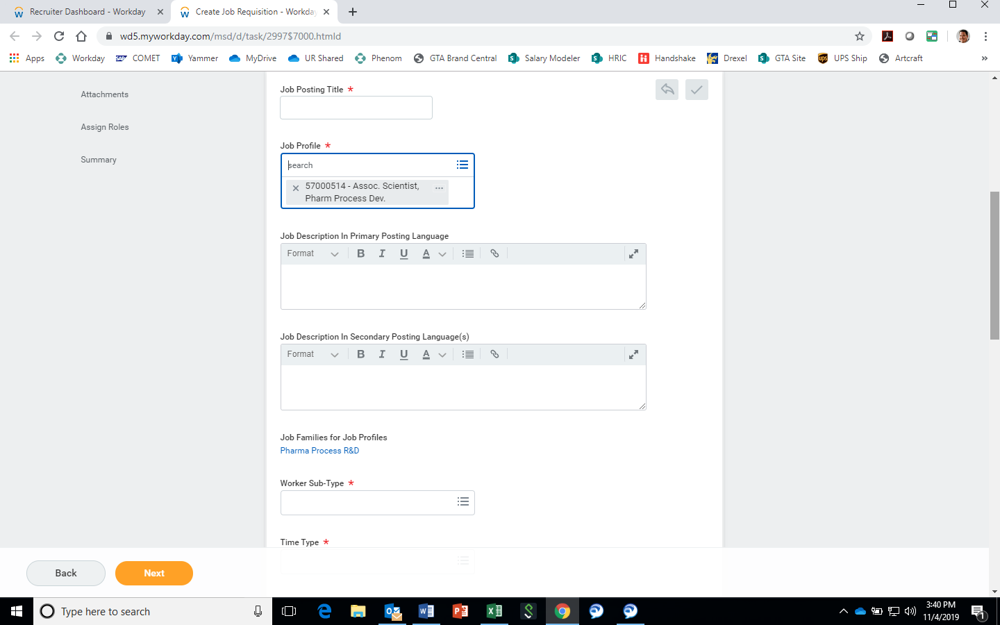 Recruiter Dashboard - Workday
Create Job Requisition - Workday
wd5.myworkday.com/msd/d/task/2997$7000.htmld
Apps
Workday
SAP
COMET
Yammer
MyDrive
UR Shared
Phenom
GTA Brand Central
Salary Modeler
HRIC
Handshake
Drexel
GTA Site
ups
UPS Ship
Artcraft
»
Attachments
Assign Roles
Summary
Job Posting Title *
Job Profile *
search
57000514 - Assoc. Scientist,
Pharm Process Dev.
Job Description In Primary Posting Language
Format B I U A
Job Description In Secondary Posting Language(s)
Format B I U A
Job Families for Job Profiles
Pharma Process R&D
Worker Sub-Type *
Time Type *
Back
Next
Type here to search
3:40 PM
11/4/2019
1